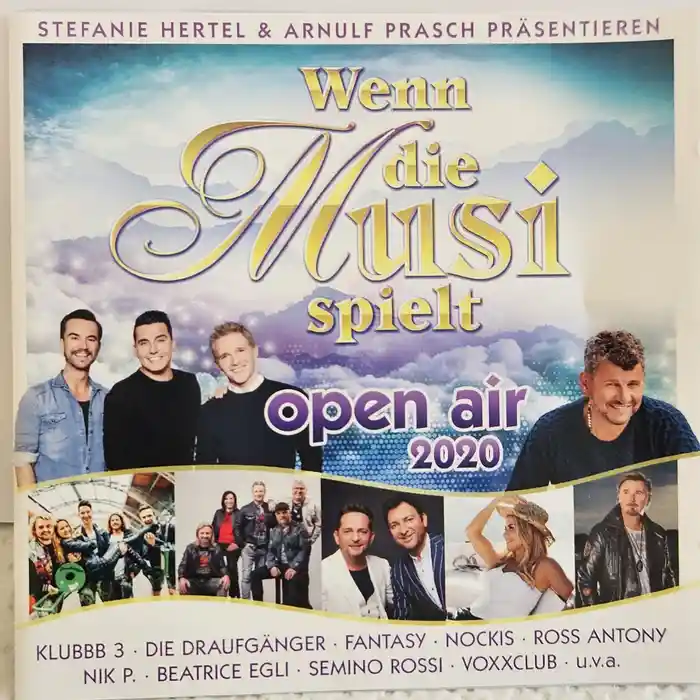 STEFANIE HERTEL & ARNULF PRASCH PRÄSENTIEREN
Wenn
die
Musi
spielt
open air
2020
KLUBBB 3 · DIE DRAUFGÄNGER · FANTASY · NOCKIS · ROSS ANTONY
NIK P. · BEATRICE EGLI · SEMINO ROSSI · VOXXCLUB · u.v.a.